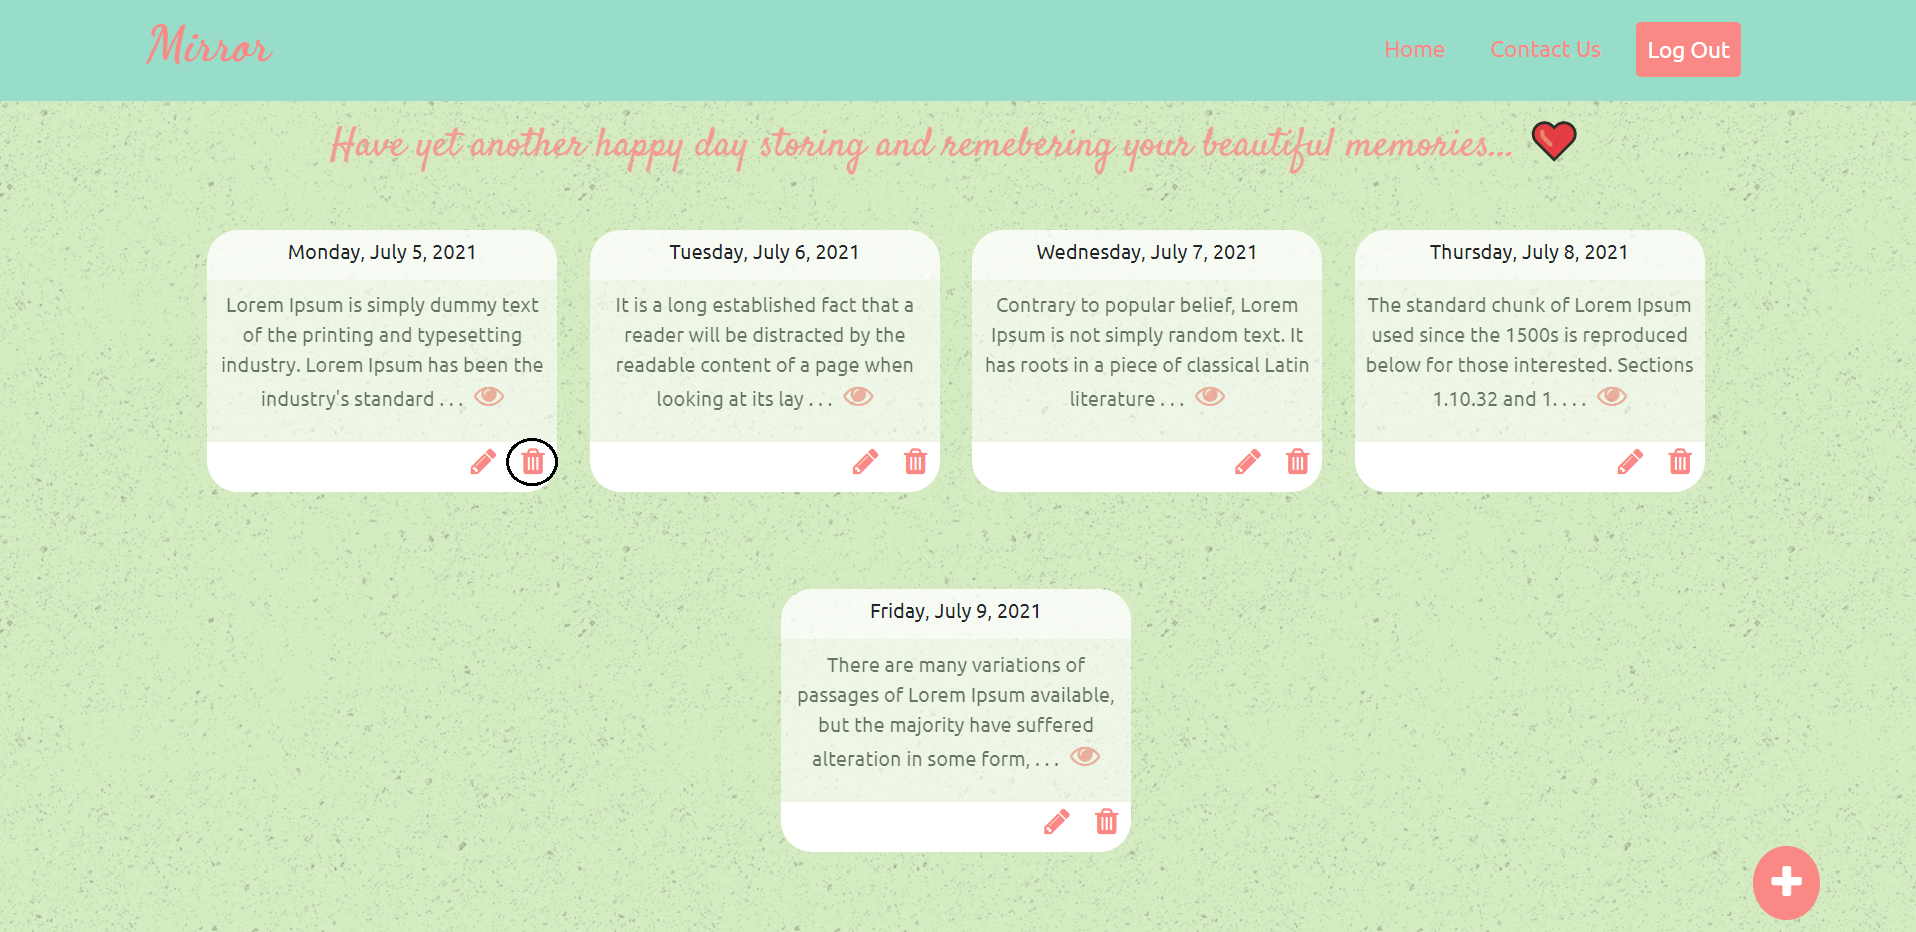 Mirror
Home
Contact Us
Log Out
Have yet another happy day storing and remebering your beautiful memories...
Monday, July 5, 2021
Lorem Ipsum is simply dummy text
of the printing and typesetting
industry. Lorem Ipsum has been the
industry's standard . . .
Tuesday, July 6, 2021
It is a long established fact that a
reader will be distracted by the
readable content of a page when
looking at its lay . . .
Wednesday, July 7, 2021
Contrary to popular belief, Lorem
Ipsum is not simply random text. It
has roots in a piece of classical Latin
literature . . .
Thursday, July 8, 2021
The standard chunk of Lorem Ipsum
used since the 1500s is reproduced
below for those interested. Sections
1.10.32 and 1. . . .
Friday, July 9, 2021
There are many variations of
passages of Lorem Ipsum available,
but the majority have suffered
alteration in some form, . . .